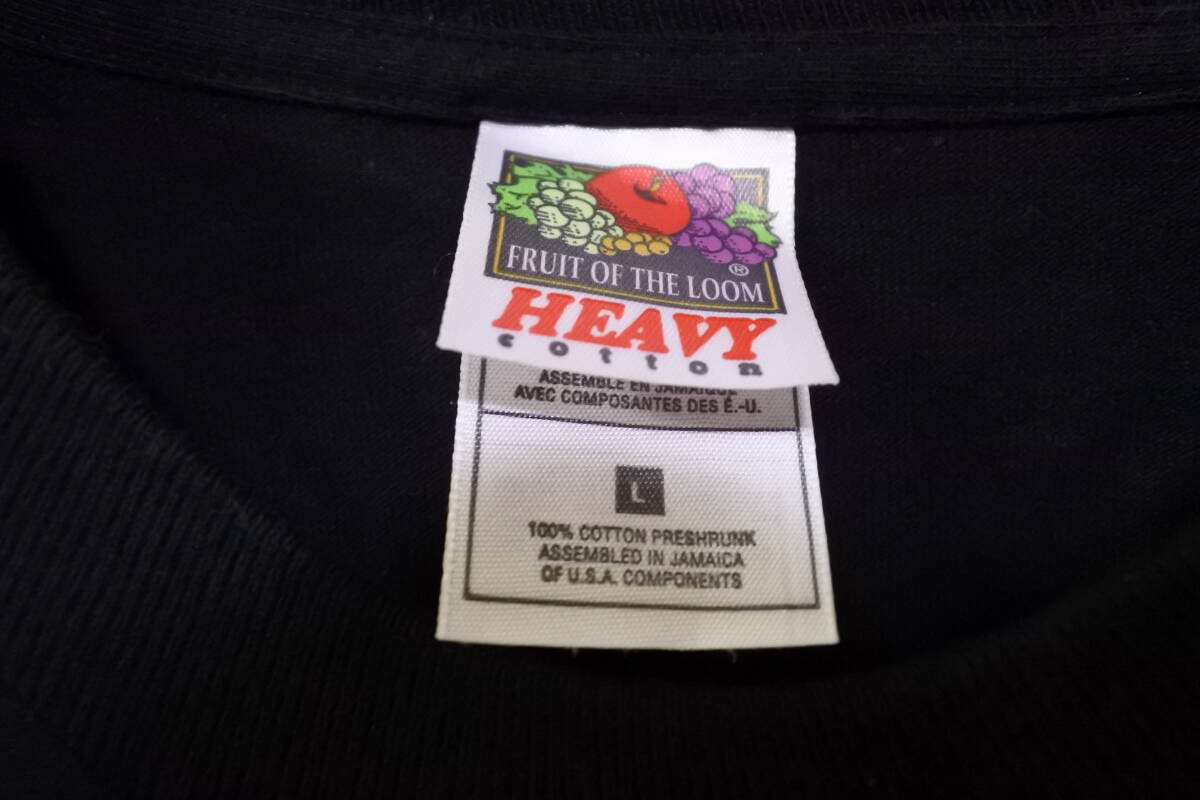 FRUIT OF THE LOOM ®
HEAVY
cotton
ASSEMBLE EN JAMAIQUE
AVEC COMPOSANTES DES É.-U.
L
100% COTTON PRESHRUNK
ASSEMBLED IN JAMAICA
OF U.S.A. COMPONENTS